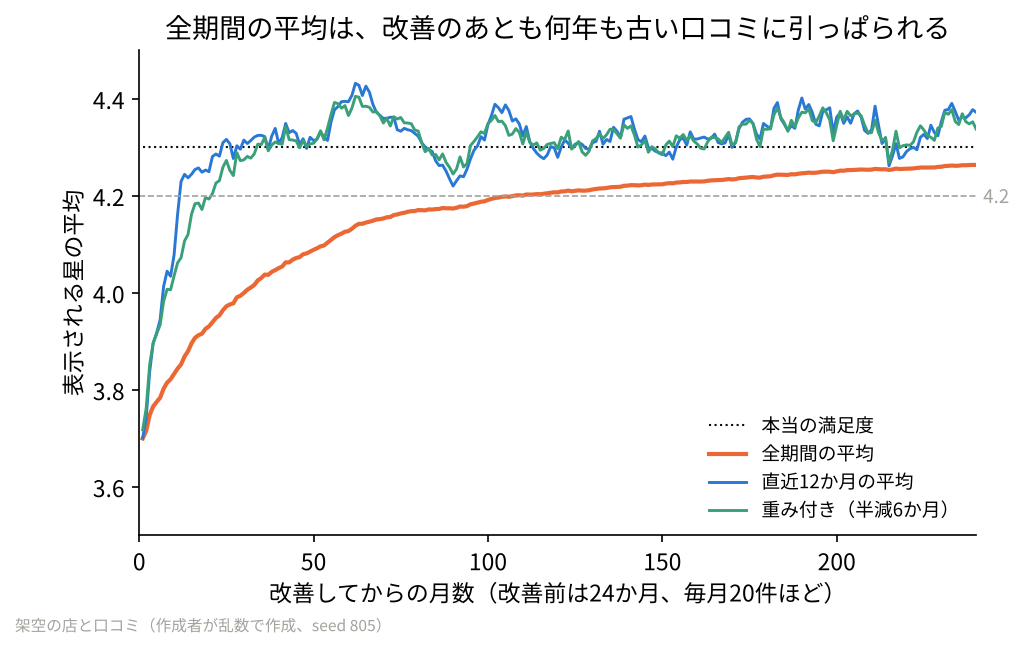 全期間の平均は、改善のあとも何年も古い口コミに引っぱられる
表示される星の平均
4.4
4.2
4.0
3.8
3.6
4.2
本当の満足度
全期間の平均
直近12か月の平均
重み付き（半減6か月）
0 50 100 150 200
改善してからの月数（改善前は24か月、毎月20件ほど）
架空の店と口コミ（作成者が乱数で作成、seed 805）